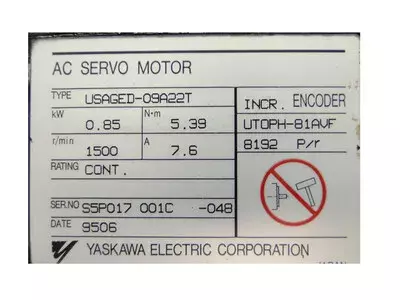 AC SERVO MOTOR
TYPE USAGED-09A22T
kW 0.85 N·m 5.39
r/min 1500 A 7.6
RATING CONT.
SER.NO S5P017 001C -048
DATE 9506
INCR. ENCODER
UTOPH-81AVF
8192 P/r
YASKAWA ELECTRIC CORPORATION
JAPAN